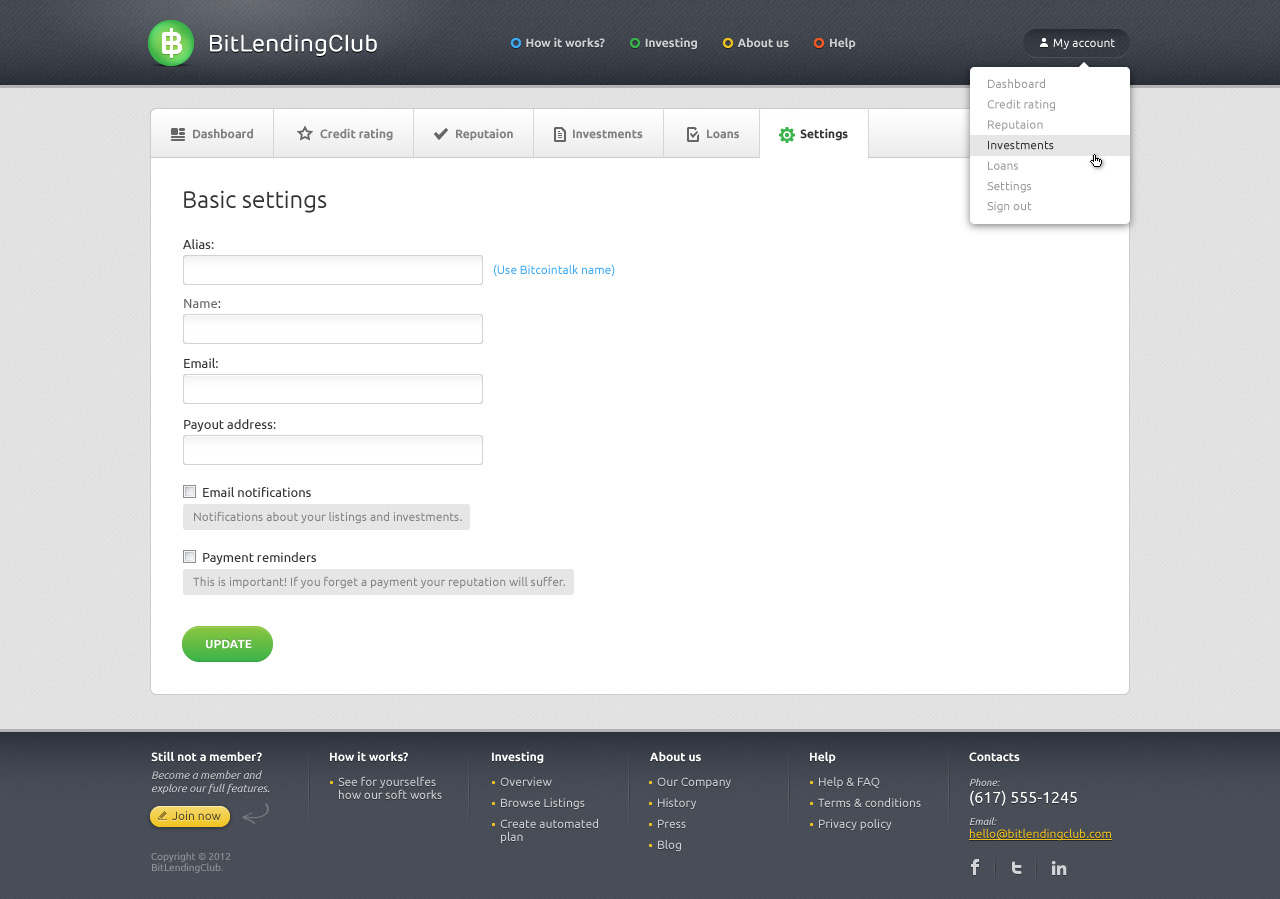 BitLendingClub
How it works?
Investing
About us
Help
My account
Dashboard
Credit rating
Reputaion
Investments
Loans
Settings
Sign out
Dashboard
Credit rating
Reputaion
Investments
Loans
Settings
Basic settings
Alias:
(Use Bitcointalk name)
Name:
Email:
Payout address:
Email notifications
Notifications about your listings and investments.
Payment reminders
This is important! If you forget a payment your reputation will suffer.
UPDATE
Still not a member?
Become a member and
explore our full features.
Join now
Copyright © 2012
BitLendingClub.
How it works?
See for yourselfes
how our soft works
Investing
Overview
Browse Listings
Create automated
plan
About us
Our Company
History
Press
Blog
Help
Help & FAQ
Terms & conditions
Privacy policy
Contacts
Phone:
(617) 555-1245
Email:
hello@bitlendingclub.com